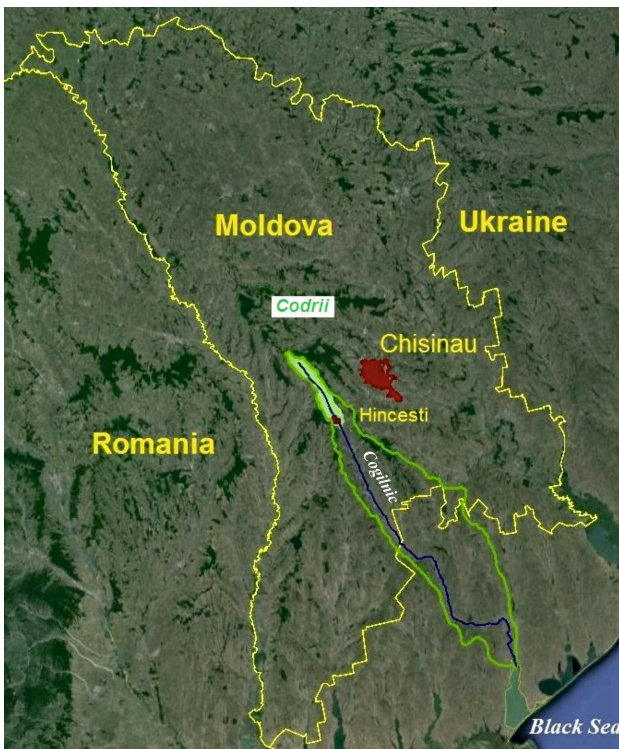 Moldova
Ukraine
Codrii
Chisinau
Hincesti
Romania
Cogilnic
Black Sea